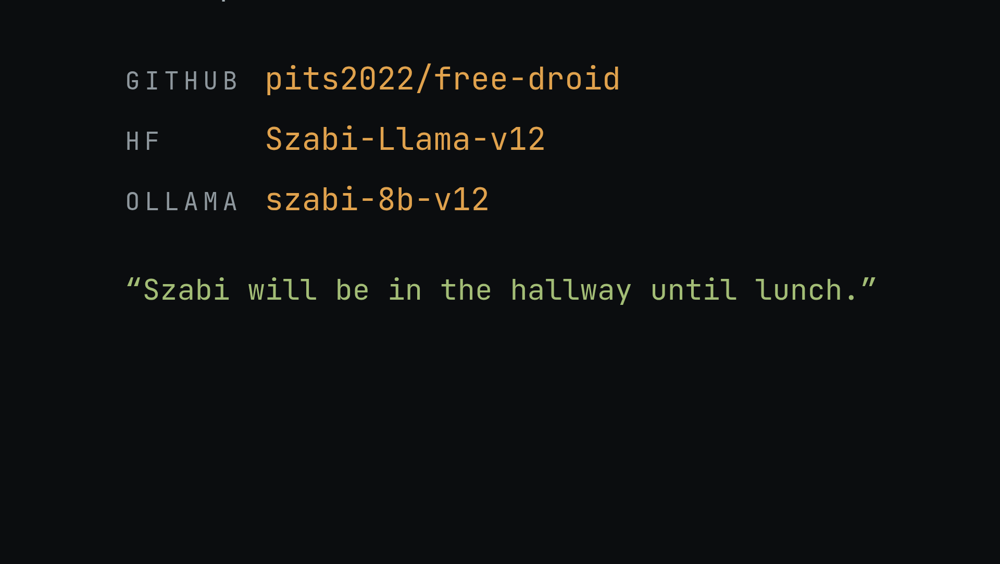 GITHUB pits2022/free-droid
HF Szabi-Llama-v12
OLLAMA szabi-8b-v12
“Szabi will be in the hallway until lunch.”